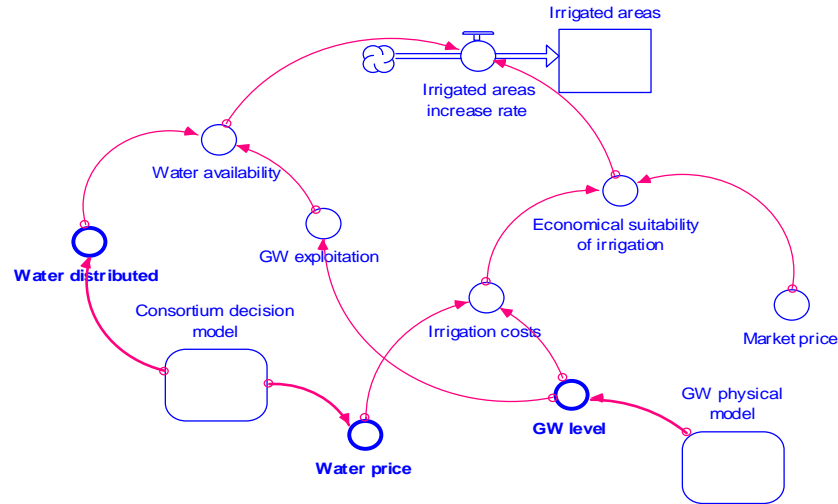 Irrigated areas
Irrigated areas
increase rate
Water availability
Economical suitability
of irrigation
GW exploitation
Water distributed
Consortium decision
model
Irrigation costs
Market price
GW physical
model
GW level
Water price